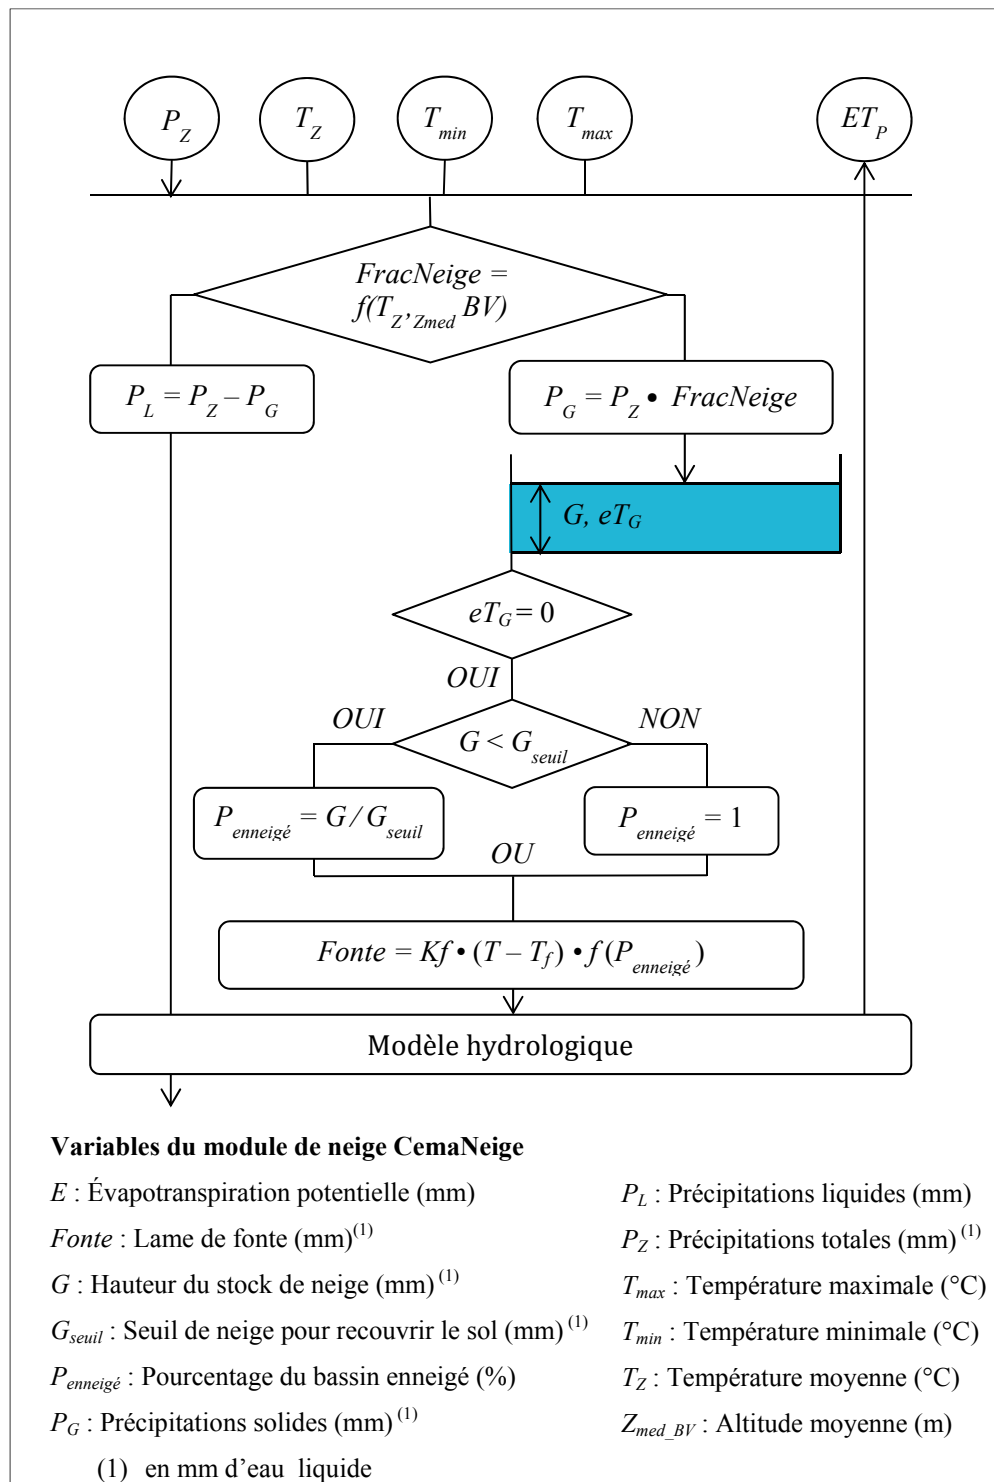 P_Z T_Z T_min T_max ET_P
FracNeige =
f(T_Z,Zmed BV)
P_L = P_Z – P_G
P_G = P_Z • FracNeige
G, eT_G
eT_G = 0
OUI
OUI NON
G < G_seuil
P_enneigé = G / G_seuil
P_enneigé = 1
OU
Fonte = Kf • (T – T_f) • f (P_enneigé)
Modèle hydrologique
Variables du module de neige CemaNeige
E : Évapotranspiration potentielle (mm)
Fonte : Lame de fonte (mm)(1)
G : Hauteur du stock de neige (mm) (1)
G_seuil : Seuil de neige pour recouvrir le sol (mm) (1)
P_enneigé : Pourcentage du bassin enneigé (%)
P_G : Précipitations solides (mm) (1)
(1) en mm d’eau liquide
P_L : Précipitations liquides (mm)
P_Z : Précipitations totales (mm) (1)
T_max : Température maximale (°C)
T_min : Température minimale (°C)
T_Z : Température moyenne (°C)
Z_med_BV : Altitude moyenne (m)